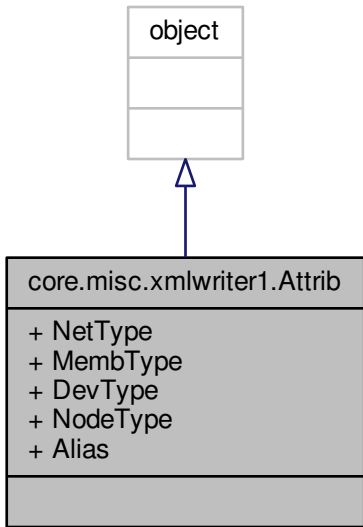 object
core.misc.xmlwriter1.Attrib
+ NetType
+ MembType
+ DevType
+ NodeType
+ Alias